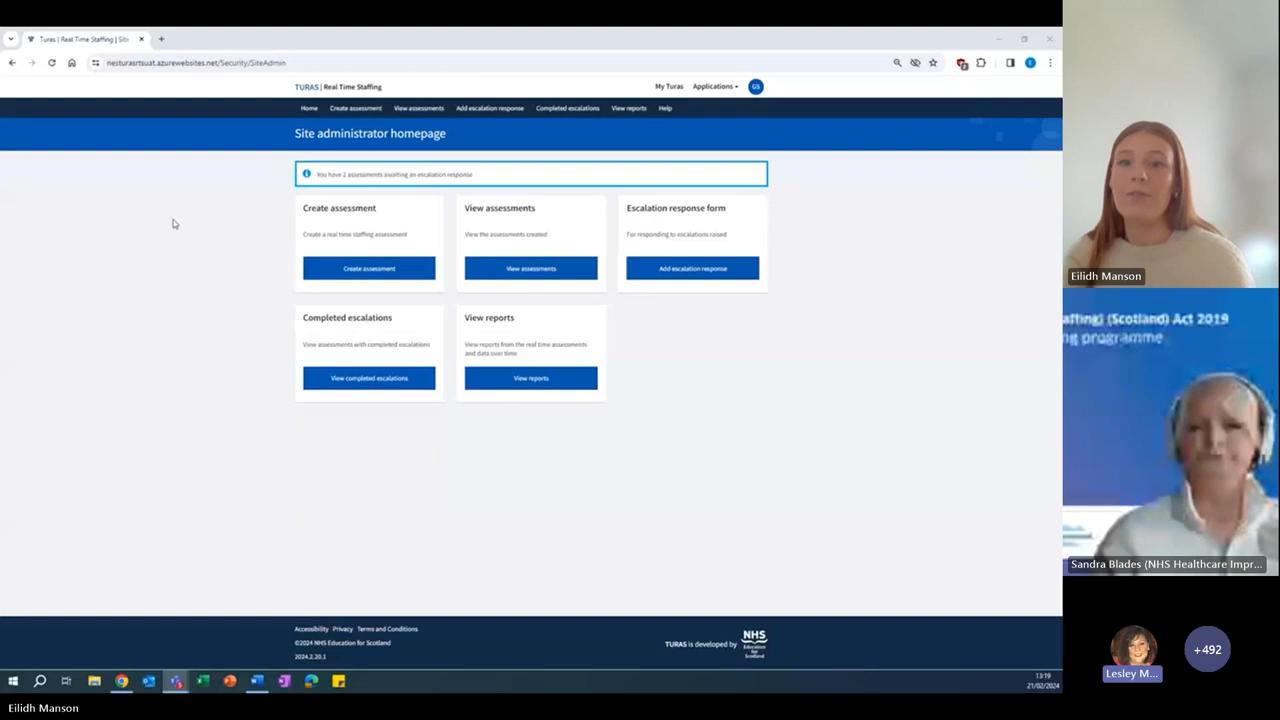 Turas | Real Time Staffing | Sit
nesturasrtsuat.azurewebsites.net/Security/SiteAdmin
TURAS | Real Time Staffing
My Turas Applications GS
Home Create assessment View assessments Add escalation response Completed escalations View reports Help
Site administrator homepage
You have 2 assessments awaiting an escalation response
Create assessment
Create a real time staffing assessment
Create assessment
View assessments
View the assessments created
View assessments
Escalation response form
For responding to escalations raised
Add escalation response
Completed escalations
View assessments with completed escalations
View completed escalations
View reports
View reports from the real time assessments
and data over time
View reports
Accessibility Privacy Terms and Conditions
©2024 NHS Education for Scotland
2024.2.20.1
TURAS is developed by
NHS
Education
for
Scotland
13:19
21/02/2024
Eilidh Manson
Eilidh Manson
affing) (Scotland) Act 2019
ng programme
Sandra Blades (NHS Healthcare Impr...
Lesley M...
+492